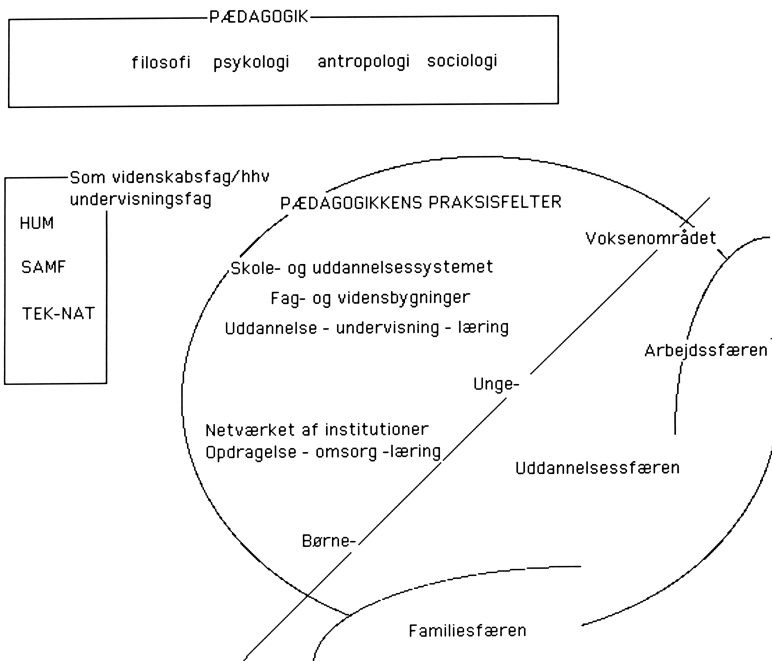 PÆDAGOGIK
filosofi psykologi antropologi sociologi
Som videnskabsfag/hhv
undervisningsfag
HUM
SAMF
TEK-NAT
PÆDAGOGIKKENS PRAKSISFELTER
Voksenområdet
Skole- og uddannelsessystemet
Fag- og vidensbygninger
Uddannelse - undervisning - læring
Arbejdssfæren
Unge-
Netværket af institutioner
Opdragelse - omsorg -læring
Uddannelsessfæren
Børne-
Familiesfæren